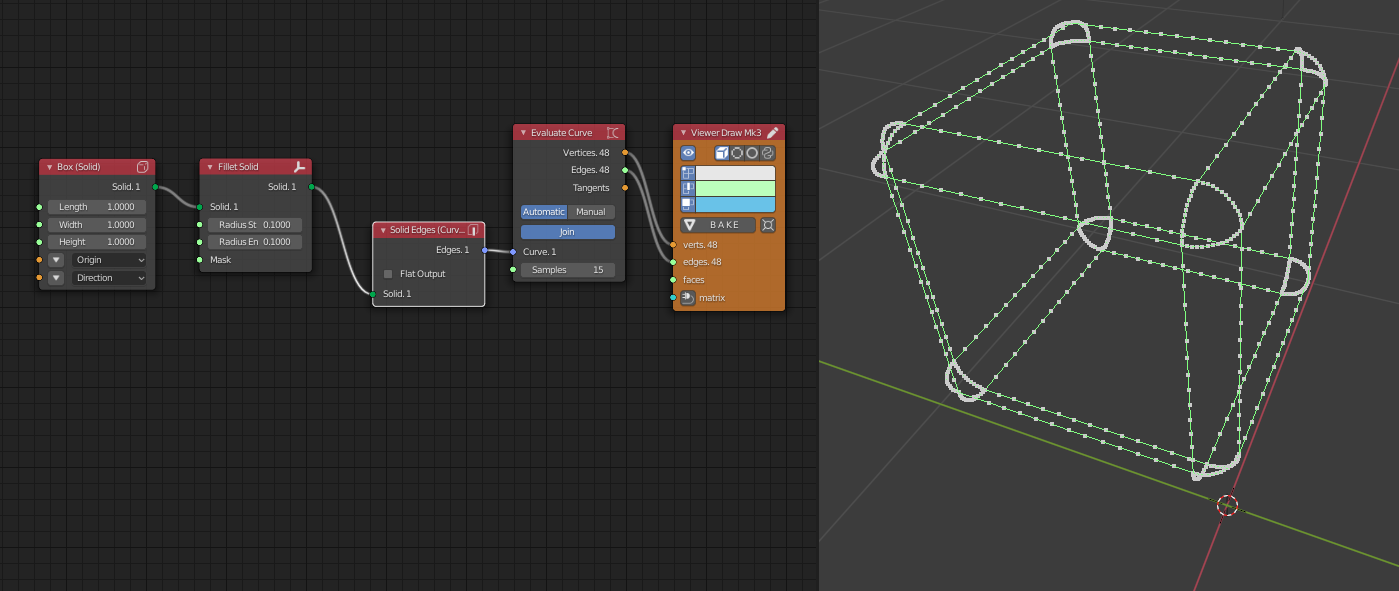 Box (Solid)
Solid. 1
Length 1.0000
Width 1.0000
Height 1.0000
Origin
Direction
Fillet Solid
Solid. 1
Solid. 1
Radius St 0.1000
Radius En 0.1000
Mask
Solid Edges (Curv...
Edges. 1
Flat Output
Solid. 1
Evaluate Curve
Vertices. 48
Edges. 48
Tangents
Automatic Manual
Join
Curve. 1
Samples 15
Viewer Draw Mk3
BAKE
verts. 48
edges. 48
faces
matrix